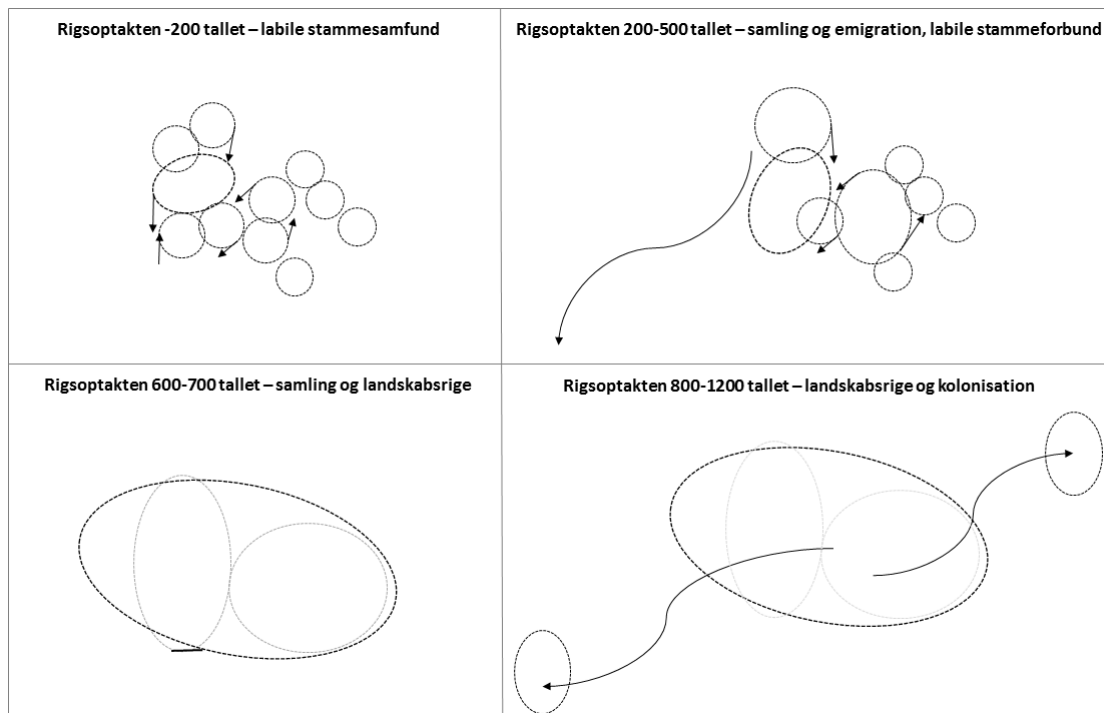 Rigsoptakten -200 tallet – labile stammesamfund
Rigsoptakten 200-500 tallet – samling og emigration, labile stammeforbund
Rigsoptakten 600-700 tallet – samling og landskabsrige
Rigsoptakten 800-1200 tallet – landskabsrige og kolonisation